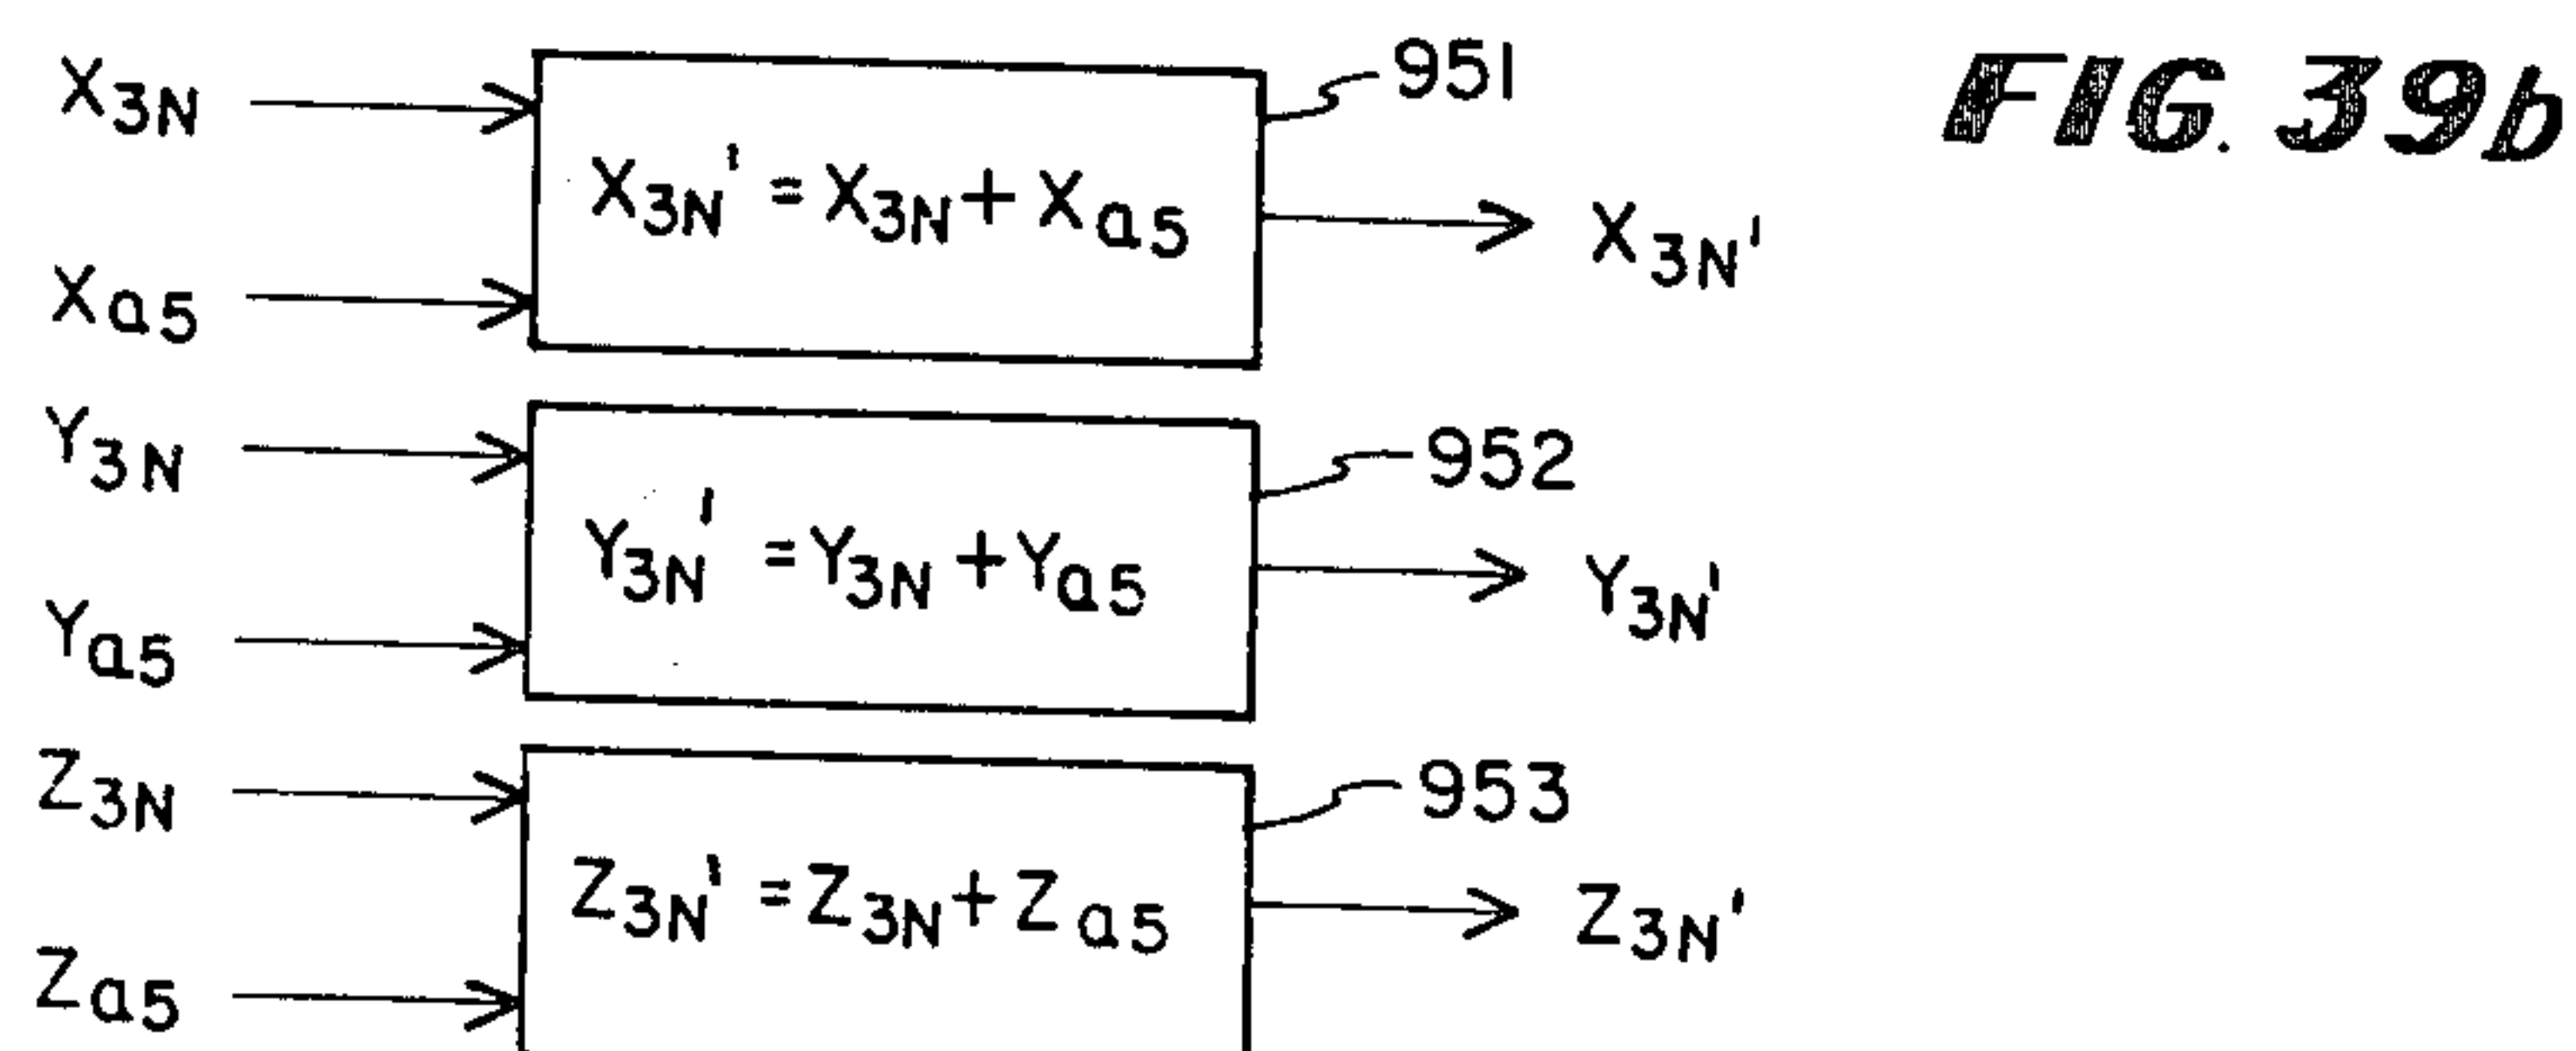 FIG. 39b
X3N
951
X3N' = X3N + Xa5
X3N'
Xa5
Y3N
952
Y3N' = Y3N + Ya5
Y3N'
Ya5
Z3N
953
Z3N' = Z3N + Za5
Z3N'
Za5